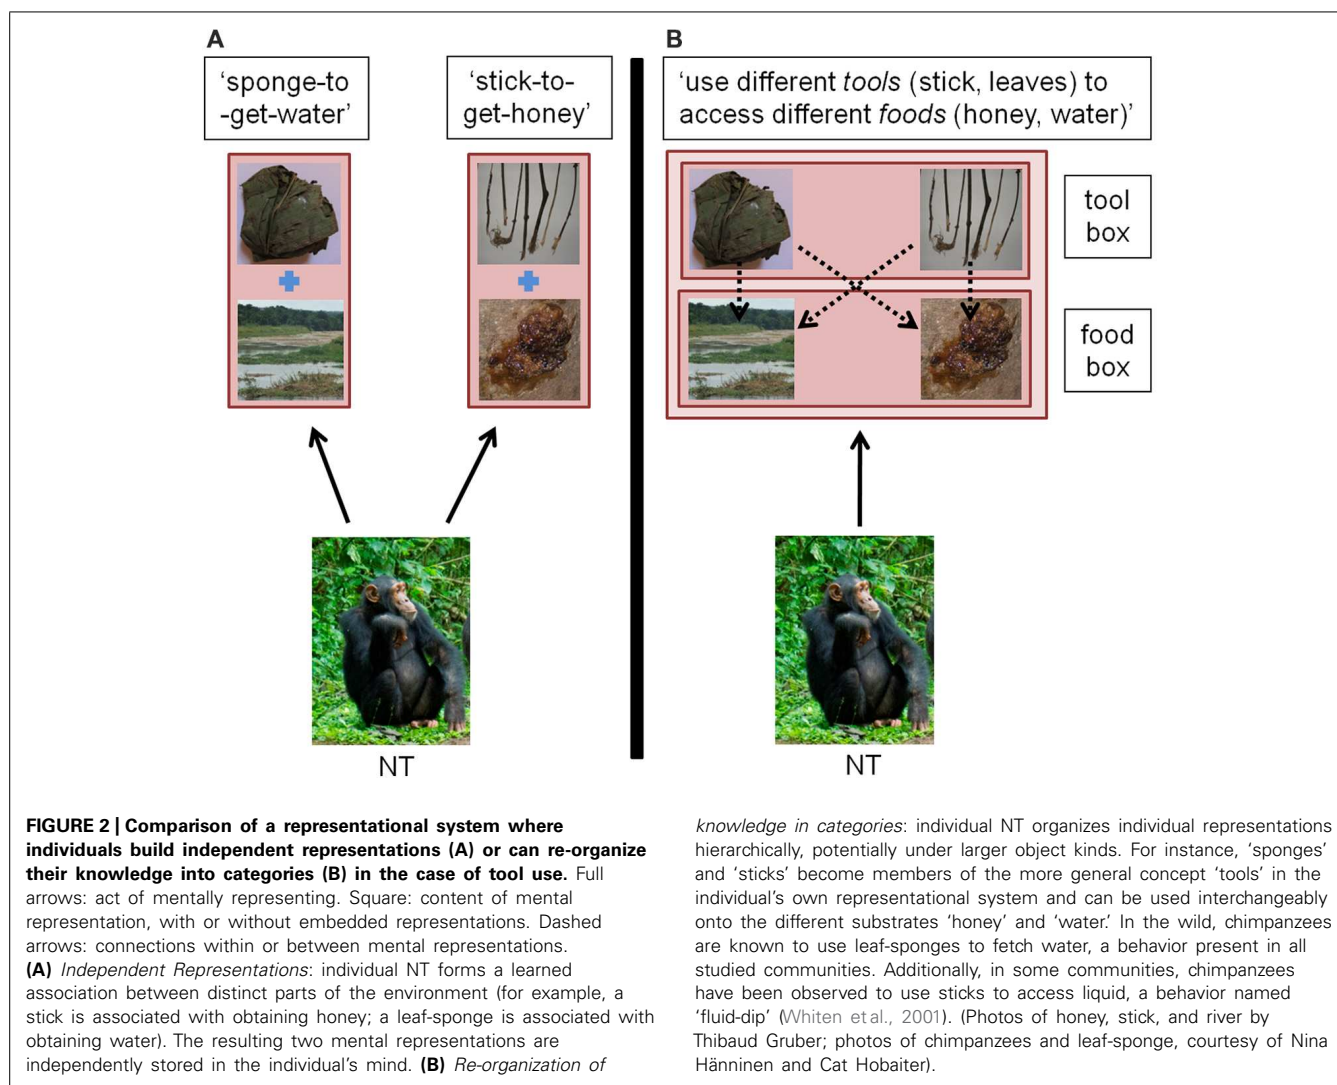 A
'sponge-to
-get-water'
'stick-to-
get-honey'
NT
B
'use different tools (stick, leaves) to
access different foods (honey, water)'
tool
box
food
box
NT
FIGURE 2 | Comparison of a representational system where
individuals build independent representations (A) or can re-organize
their knowledge into categories (B) in the case of tool use. Full
arrows: act of mentally representing. Square: content of mental
representation, with or without embedded representations. Dashed
arrows: connections within or between mental representations.
(A) Independent Representations: individual NT forms a learned
association between distinct parts of the environment (for example, a
stick is associated with obtaining honey; a leaf-sponge is associated with
obtaining water). The resulting two mental representations are
independently stored in the individual's mind. (B) Re-organization of
knowledge in categories: individual NT organizes individual representations
hierarchically, potentially under larger object kinds. For instance, 'sponges'
and 'sticks' become members of the more general concept 'tools' in the
individual's own representational system and can be used interchangeably
onto the different substrates 'honey' and 'water.' In the wild, chimpanzees
are known to use leaf-sponges to fetch water, a behavior present in all
studied communities. Additionally, in some communities, chimpanzees
have been observed to use sticks to access liquid, a behavior named
'fluid-dip' (Whiten et al., 2001). (Photos of honey, stick, and river by
Thibaud Gruber; photos of chimpanzees and leaf-sponge, courtesy of Nina
Hänninen and Cat Hobaiter).